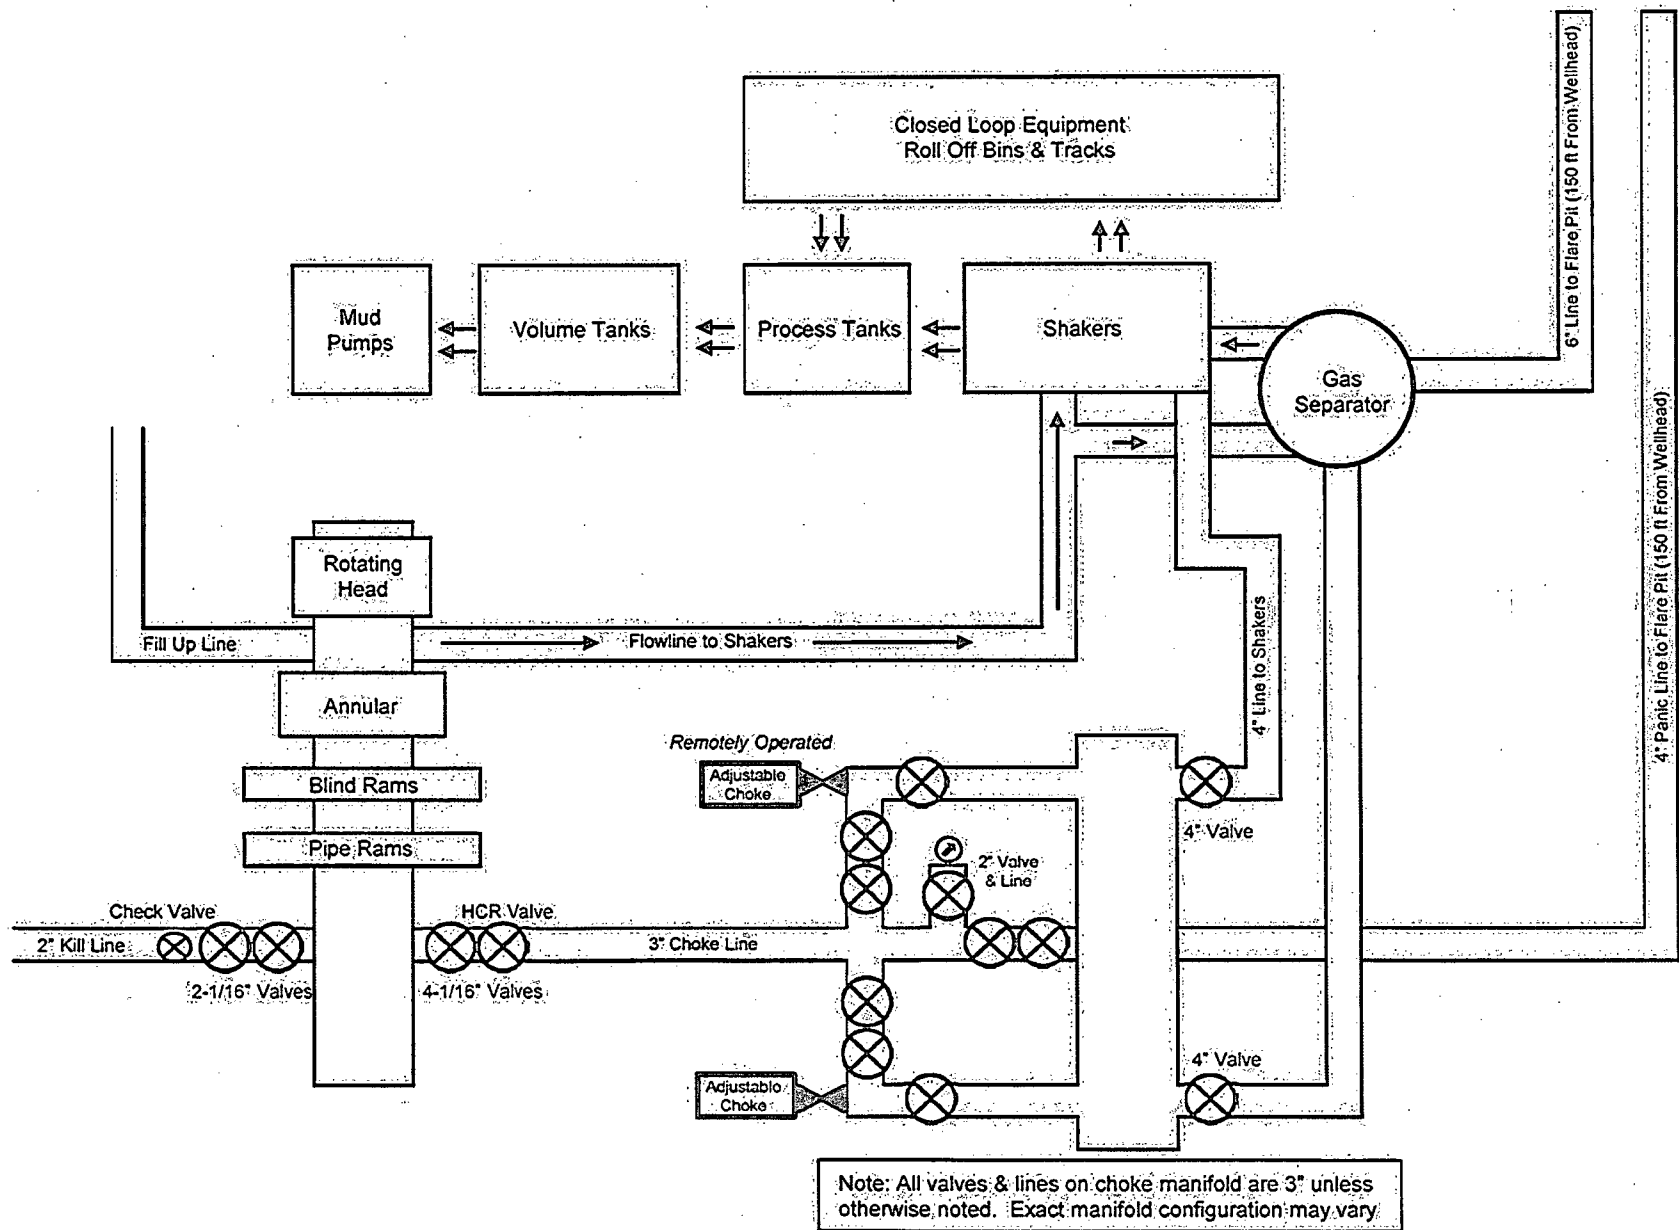 Closed Loop Equipment
Roll Off Bins & Tracks
6" Line to Flare Pit (150 ft From Wellhead)
4" Panic Line to Flare Pit (150 ft From Wellhead)
Mud
Pumps
Volume Tanks
Process Tanks
Shakers
Gas
Separator
Rotating
Head
Fill Up Line
Flowline to Shakers
4" Line to Shakers
Annular
Remotely Operated
Adjustable
Choke
Blind Rams
Pipe Rams
4" Valve
2" Valve
& Line
Check Valve
HCR Valve
2" Kill Line
3" Choke Line
2-1/16" Valves
4-1/16" Valves
4" Valve
Adjustable
Choke
Note: All valves & lines on choke manifold are 3" unless
otherwise noted. Exact manifold configuration may vary